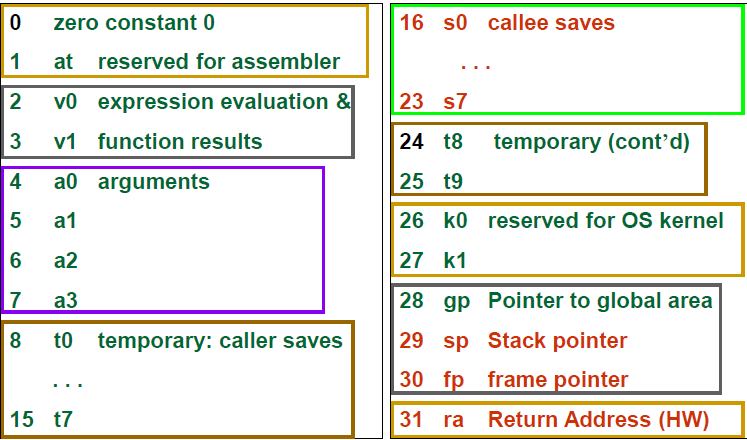 0 zero constant 0
1 at reserved for assembler
2 v0 expression evaluation &
3 v1 function results
4 a0 arguments
5 a1
6 a2
7 a3
8 t0 temporary: caller saves
. . .
15 t7
16 s0 callee saves
. . .
23 s7
24 t8 temporary (cont’d)
25 t9
26 k0 reserved for OS kernel
27 k1
28 gp Pointer to global area
29 sp Stack pointer
30 fp frame pointer
31 ra Return Address (HW)